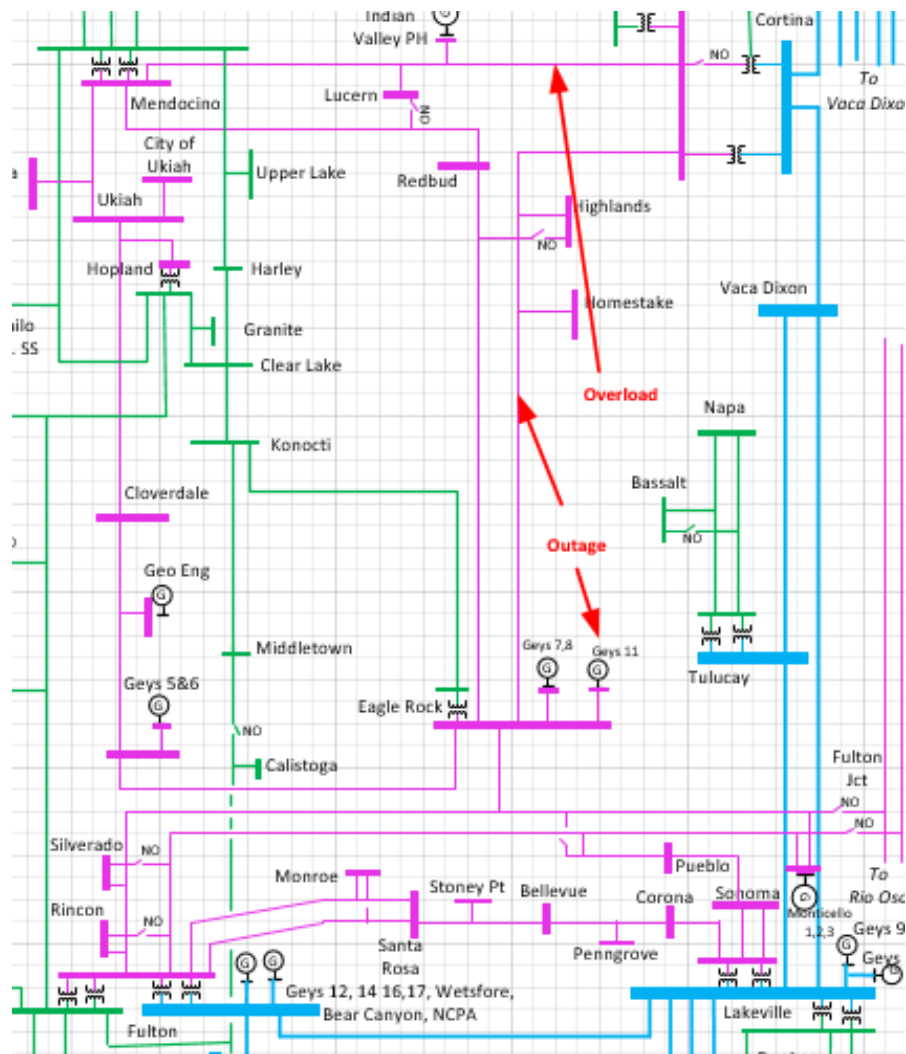 Indian
Valley PH
G
Cortina
NO
To
Vaca Dixo
Mendocino
Lucern
NO
City of
Ukiah
Redbud
Upper Lake
a
Ukiah
Highlands
NO
Hopland
Harley
Vaca Dixon
Homestake
ilo
SS
Granite
Clear Lake
Overload
Napa
Konocti
Bassalt
Cloverdale
NO
Outage
Geo Eng
G
Middletown
Geys 7,8
Geys 11
G
G
Tulucay
Geys 5&6
G
Eagle Rock
NO
Calistoga
Fulton
Jct
NO
NO
Silverado
NO
Pueblo
To
Rio Oso
Monroe
Stoney Pt
Bellevue
Corona
Sonoma
G
Rincon
NO
Monticello
1,2,3
Geys 9
Penngrove
Santa
Rosa
G
Geys
G
G
G
Geys 12, 14 16,17, Wetsfore,
Bear Canyon, NCPA
Lakeville
Fulton